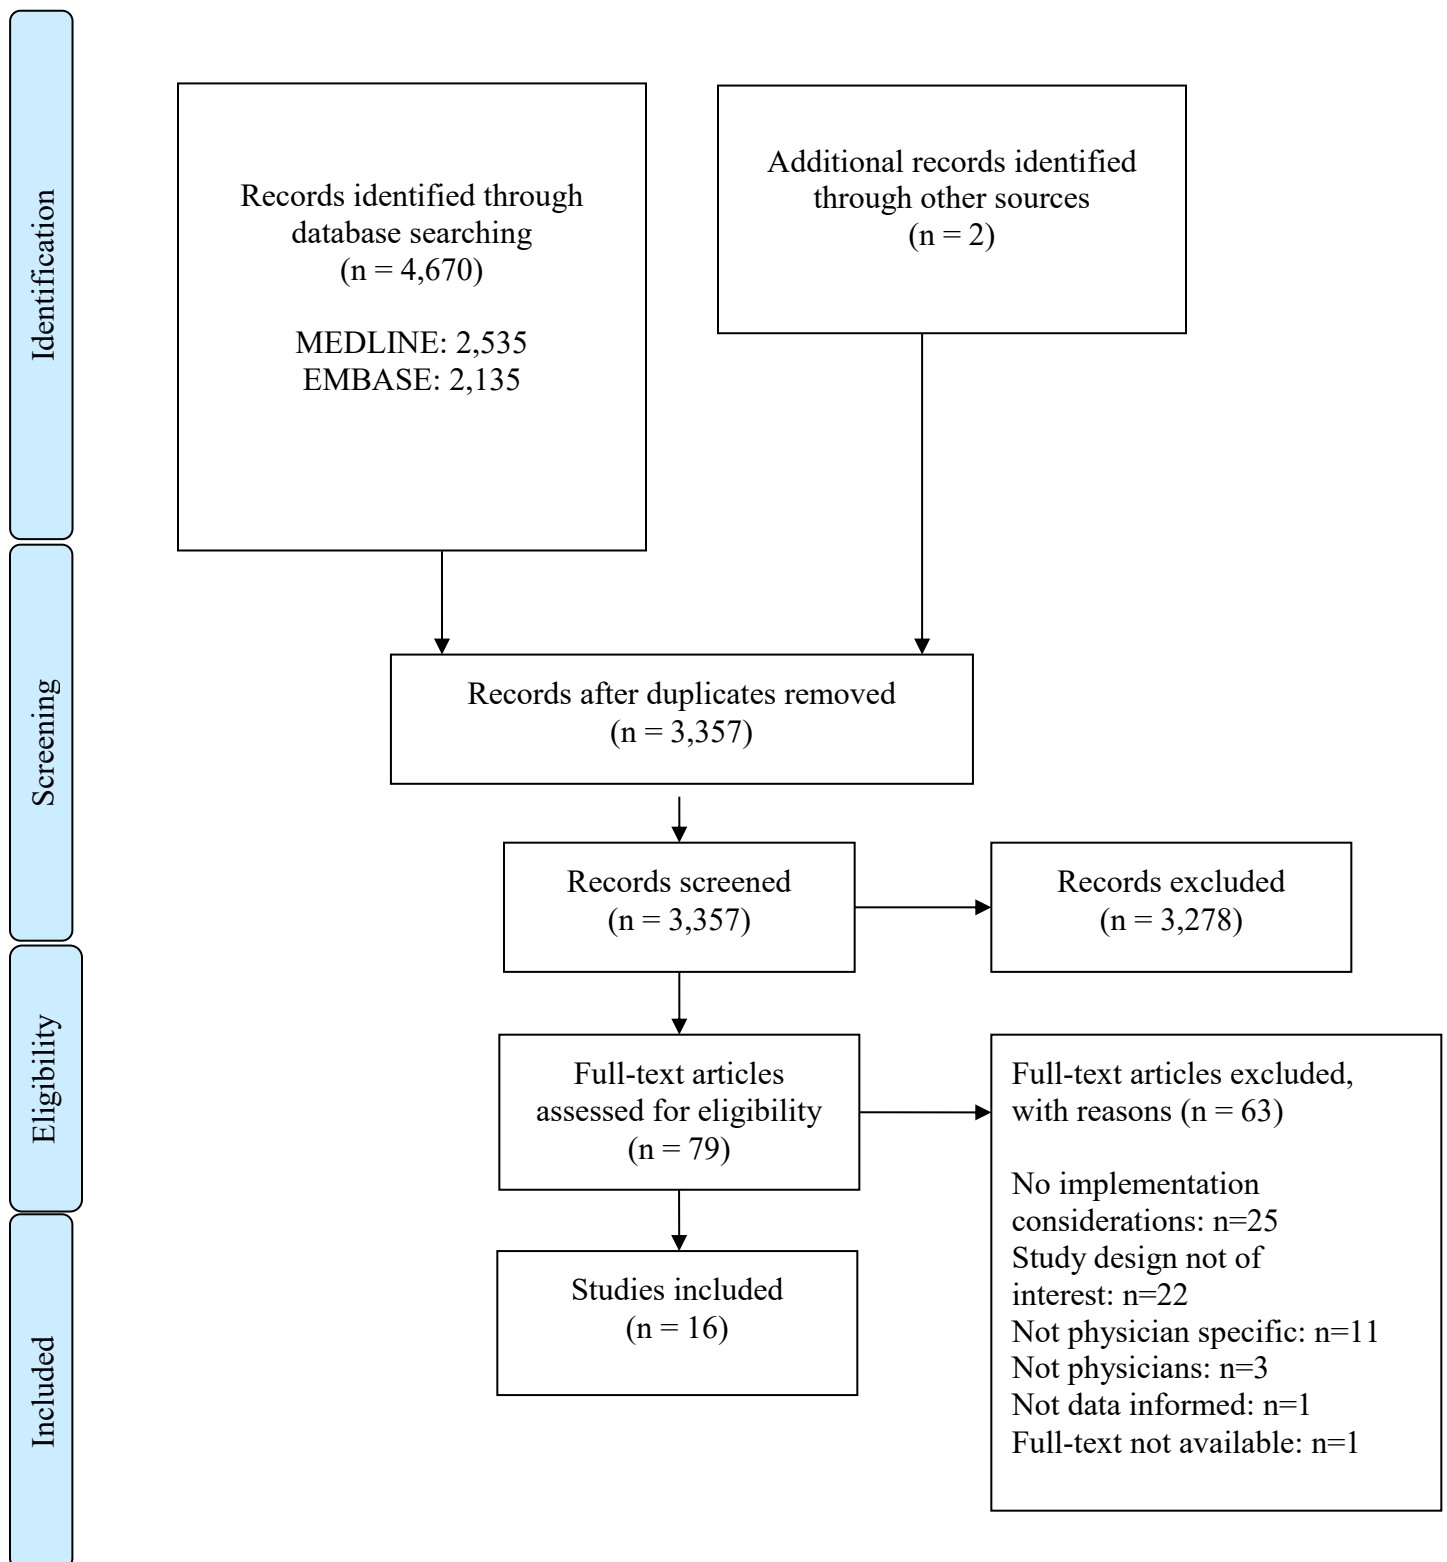 Identification
Records identified through
database searching
(n = 4,670)
MEDLINE: 2,535
EMBASE: 2,135
Additional records identified
through other sources
(n = 2)
Screening
Records after duplicates removed
(n = 3,357)
Records screened
(n = 3,357)
Records excluded
(n = 3,278)
Eligibility
Full-text articles
assessed for eligibility
(n = 79)
Full-text articles excluded,
with reasons (n = 63)
No implementation
considerations: n=25
Study design not of
interest: n=22
Not physician specific: n=11
Not physicians: n=3
Not data informed: n=1
Full-text not available: n=1
Included
Studies included
(n = 16)